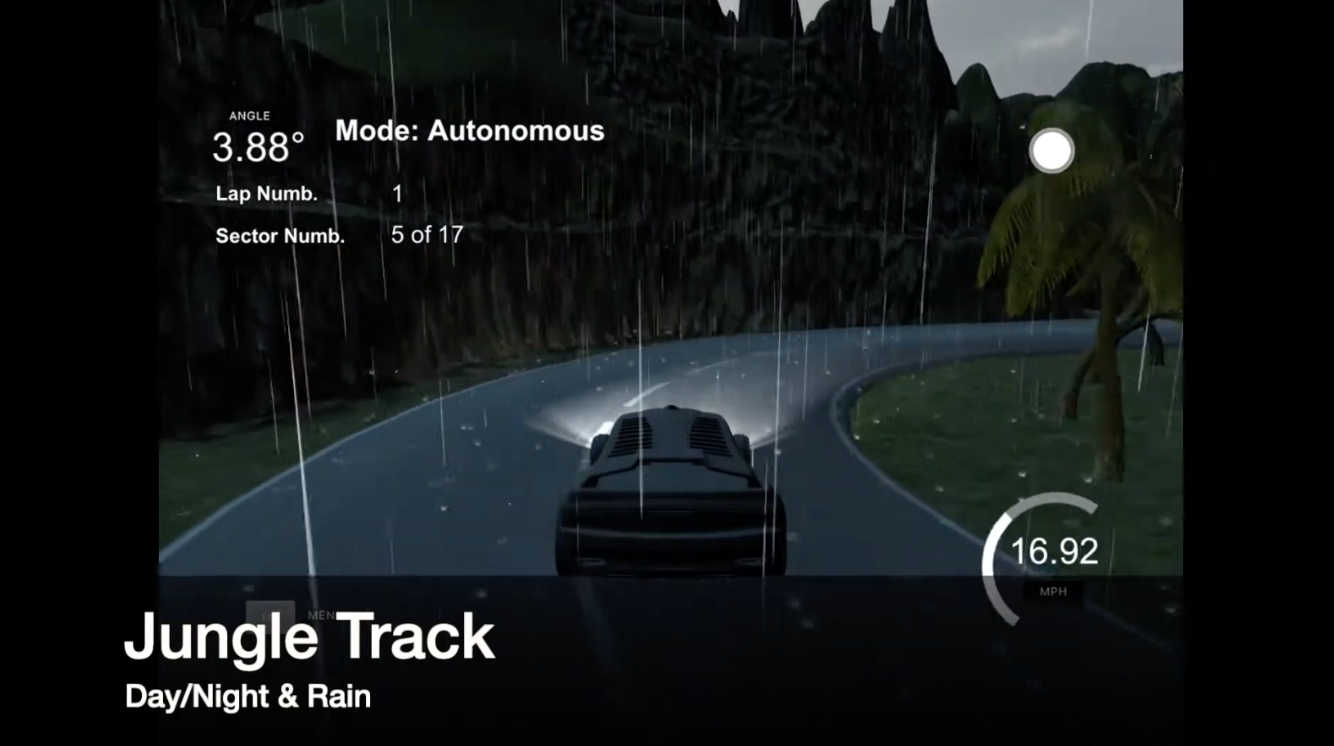 ANGLE
3.88°
Mode: Autonomous
Lap Numb. 1
Sector Numb. 5 of 17
16.92
MPH
Jungle Track
Day/Night & Rain